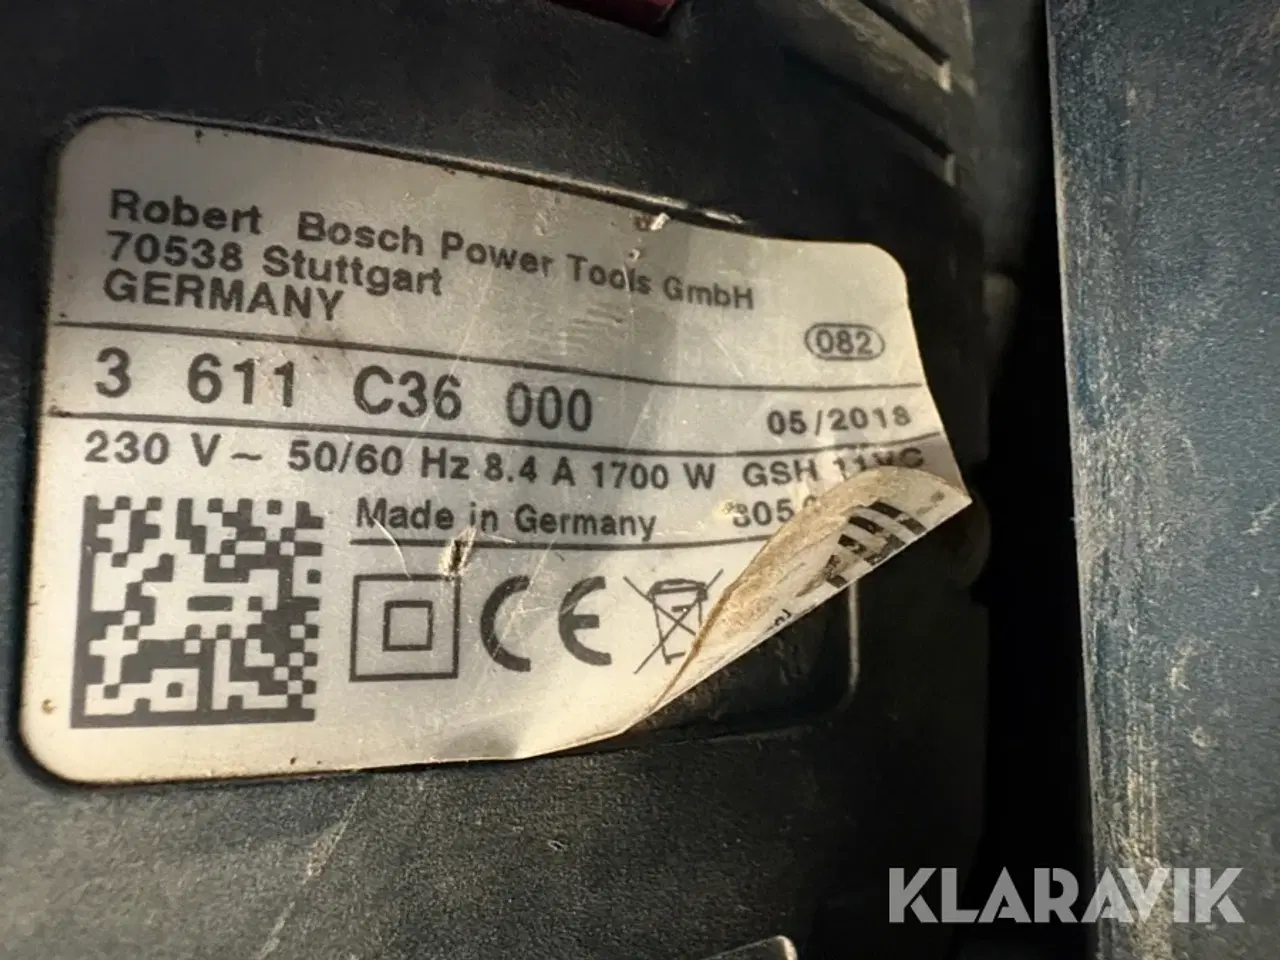 Robert Bosch Power Tools GmbH
70538 Stuttgart
GERMANY
082
3 611 C36 000
05/2018
230 V ~ 50/60 Hz 8.4 A 1700 W GSH 11VC
Made in Germany
CE
KLARAVIK